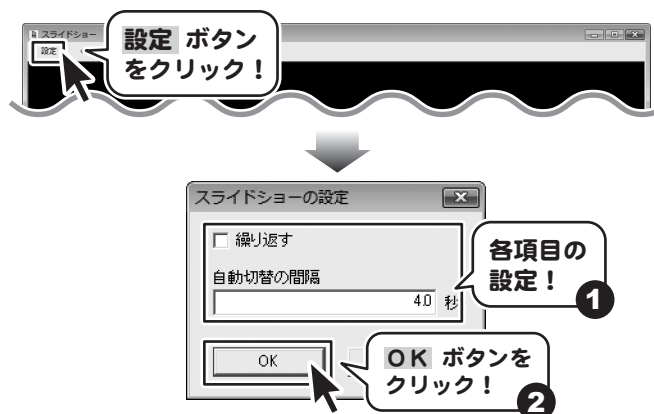 スライドショー
設定
設定 ボタン
をクリック！
スライドショーの設定
繰り返す
自動切替の間隔
4.0 秒
各項目の
設定！
1
OK
OK ボタンを
クリック！
2